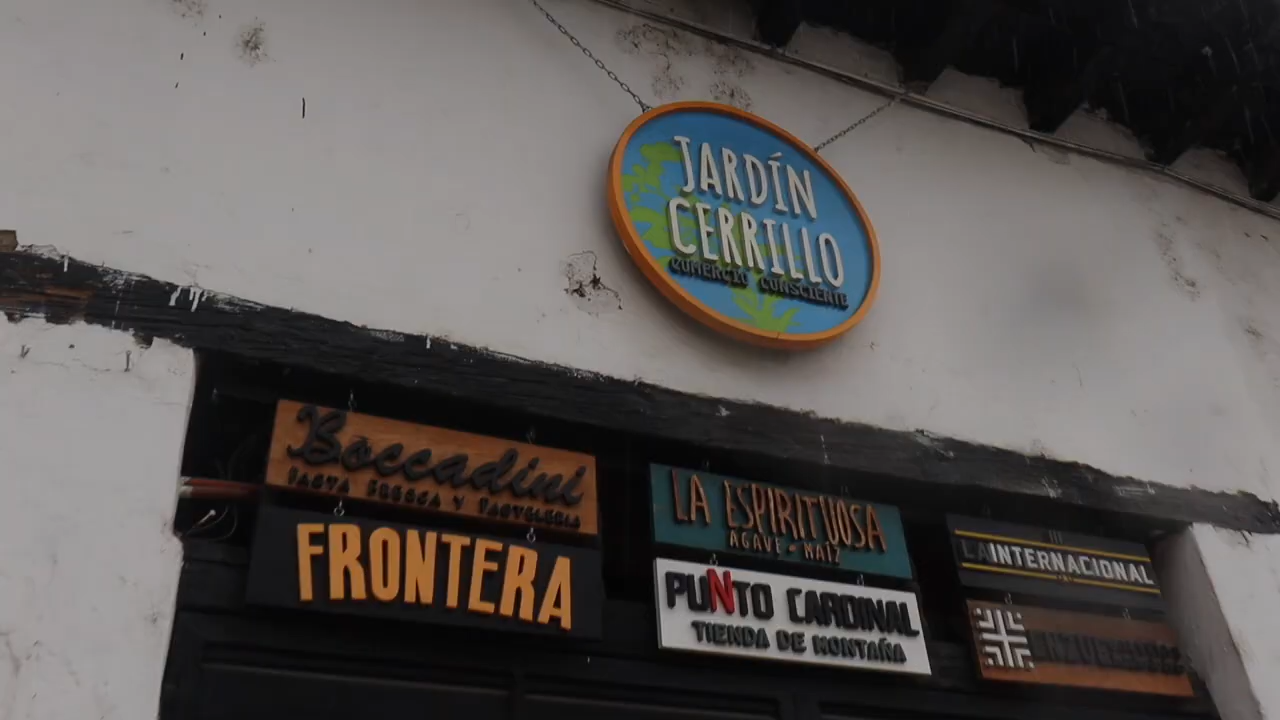 JARDÍN
CERRILLO
COMERCIO CONSCIENTE
Boccadini
PASTA FRESCA Y PASTELERIA
FRONTERA
LA ESPIRITUOSA
AGAVE - MAÍZ
PUNTO CARDINAL
TIENDA DE MONTAÑA
LA INTERNACIONAL